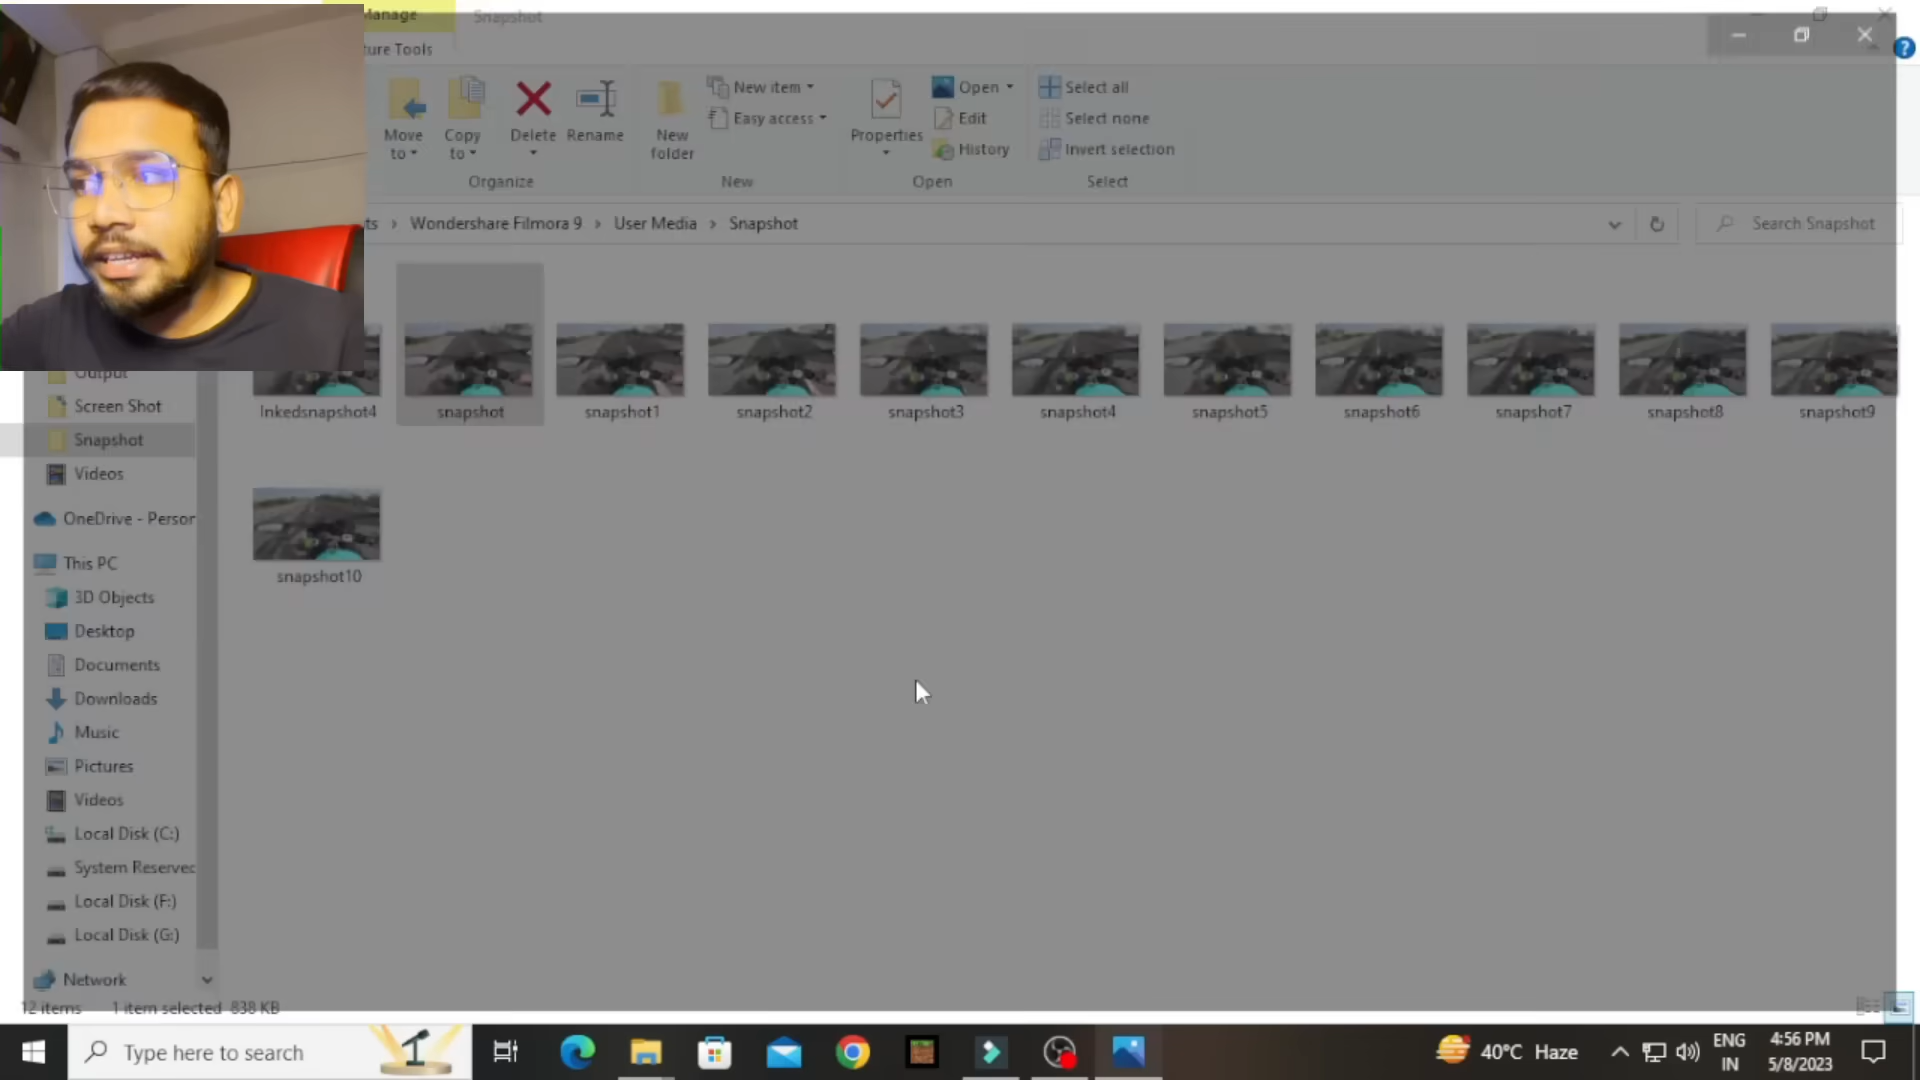 Manage
Snapshot
ture Tools
Move to
Copy to
Delete
Rename
New folder
New item
Easy access
Properties
Open
Edit
History
Select all
Select none
Invert selection
Organize
New
Open
Select
ts > Wondershare Filmora 9 > User Media > Snapshot
Search Snapshot
Output
Screen Shot
Snapshot
Videos
OneDrive - Person
This PC
3D Objects
Desktop
Documents
Downloads
Music
Pictures
Videos
Local Disk (C:)
System Reserved
Local Disk (F:)
Local Disk (G:)
Network
Inkedsnapshot4
snapshot
snapshot1
snapshot2
snapshot3
snapshot4
snapshot5
snapshot6
snapshot7
snapshot8
snapshot9
snapshot10
12 items 1 item selected 838 KB
Type here to search
40°C Haze
ENG
IN
4:56 PM
5/8/2023